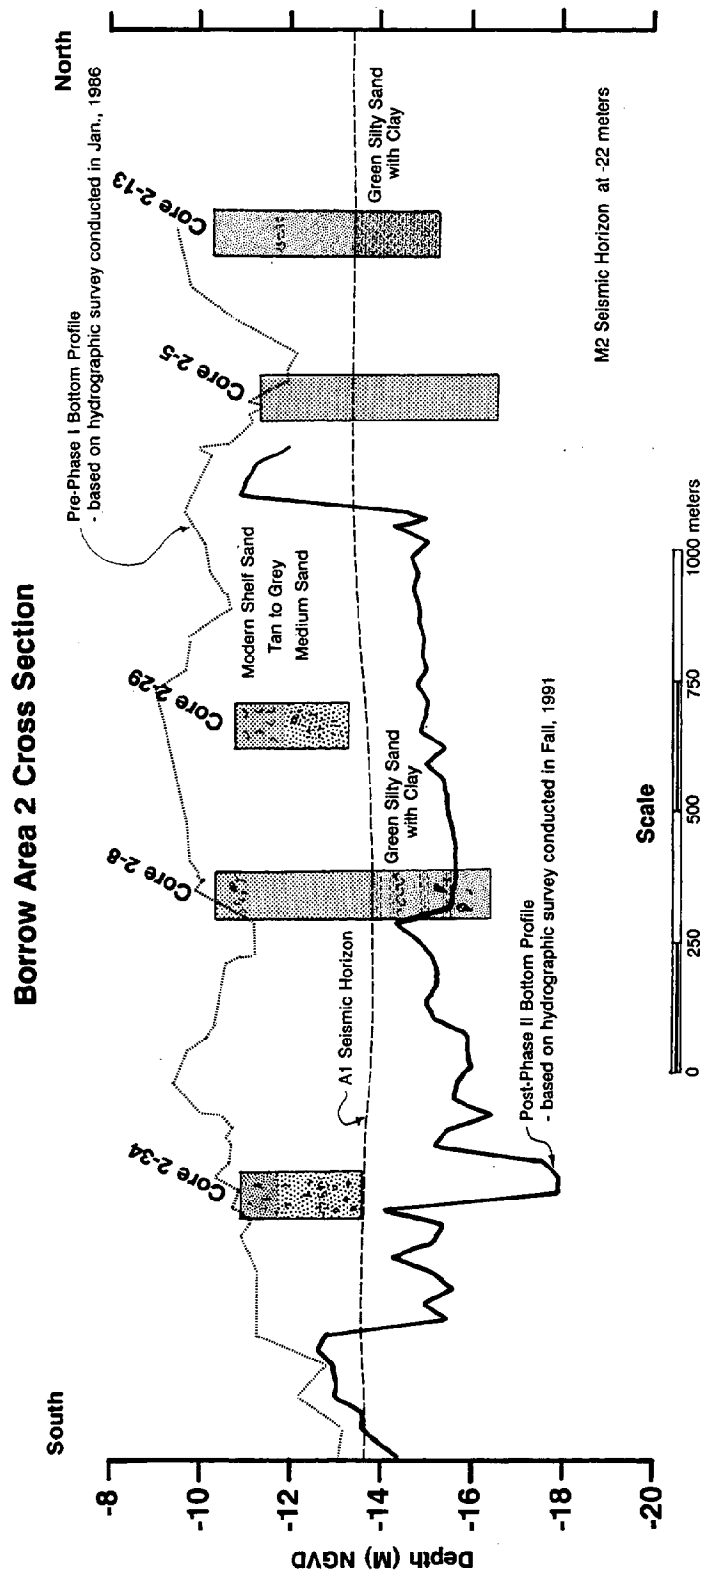 Borrow Area 2 Cross Section
South
North
Pre-Phase I Bottom Profile
- based on hydrographic survey conducted in Jan., 1986
Core 2-34
Core 2-8
Core 2-29
Core 2-5
Core 2-13
Modern Shelf Sand
Tan to Grey
Medium Sand
A1 Seismic Horizon
Green Silty Sand
with Clay
Green Silty Sand
with Clay
Post-Phase II Bottom Profile
- based on hydrographic survey conducted in Fall, 1991
M2 Seismic Horizon at -22 meters
Depth (M) NGVD
-8
-10
-12
-14
-16
-18
-20
Scale
0
250
500
750
1000 meters